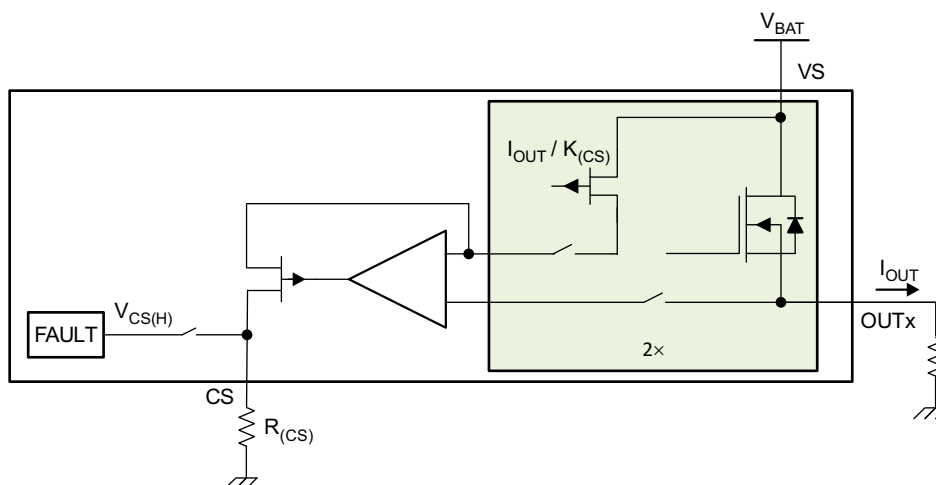 V_BAT
VS
I_OUT / K_(CS)
I_OUT
OUTx
V_CS(H)
FAULT
2×
CS
R_(CS)